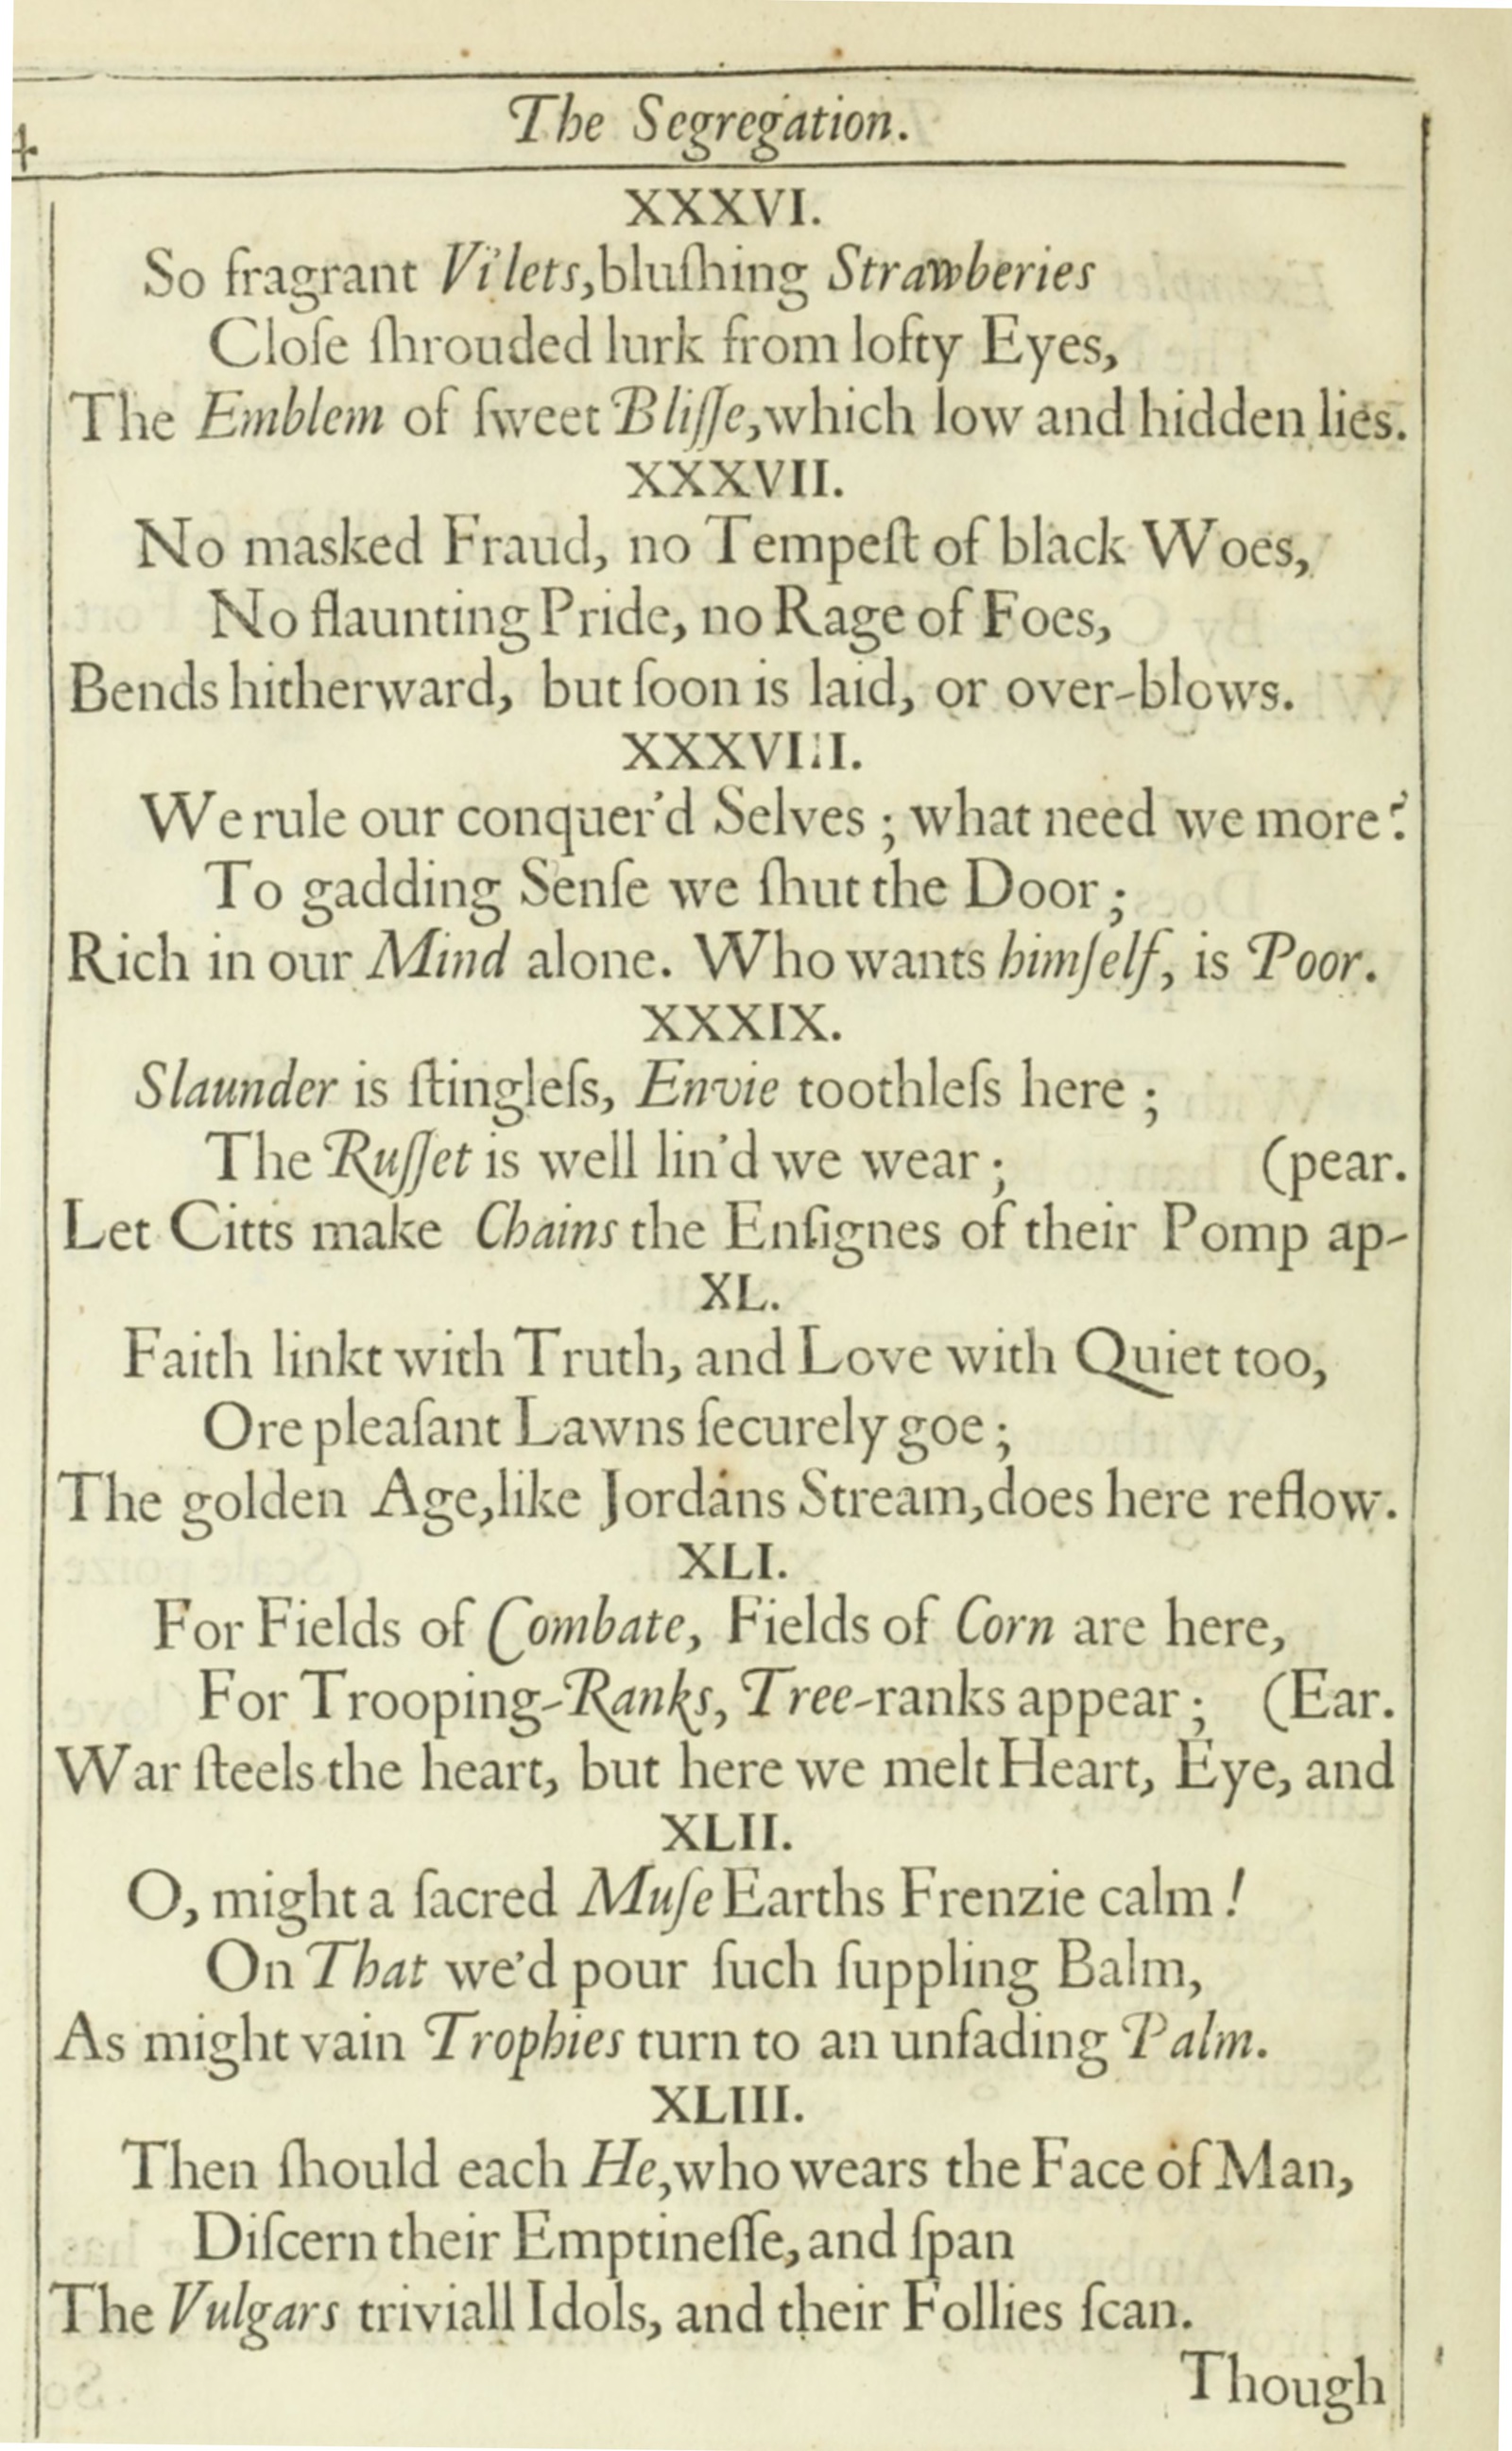 The Segregation.
XXXVI.
So fragrant Vi'lets,bluſhing Strawberies
Cloſe ſhrouded lurk from lofty Eyes,
The Emblem of ſweet Bliſſe,which low and hidden lies.
XXXVII.
No masked Fraud, no Tempeſt of black Woes,
No flaunting Pride, no Rage of Foes,
Bends hitherward, but ſoon is laid, or over-blows.
XXXVIII.
We rule our conquer'd Selves ; what need we more?
To gadding Senſe we ſhut the Door ;
Rich in our Mind alone. Who wants himſelf, is Poor.
XXXIX.
Slaunder is ſtingleſs, Envie toothleſs here ;
The Ruſſet is well lin'd we wear ; (pear.
Let Citts make Chains the Enſignes of their Pomp ap-
XL.
Faith linkt with Truth, and Love with Quiet too,
Ore pleaſant Lawns ſecurely goe ;
The golden Age,like Jordans Stream,does here reflow.
XLI.
For Fields of Combate, Fields of Corn are here,
For Trooping-Ranks, Tree-ranks appear ; (Ear.
War ſteels the heart, but here we melt Heart, Eye, and
XLII.
O, might a ſacred Muſe Earths Frenzie calm !
On That we'd pour ſuch ſuppling Balm,
As might vain Trophies turn to an unfading Palm.
XLIII.
Then ſhould each He,who wears the Face of Man,
Diſcern their Emptineſſe,and ſpan
The Vulgars triviall Idols, and their Follies ſcan.
Though